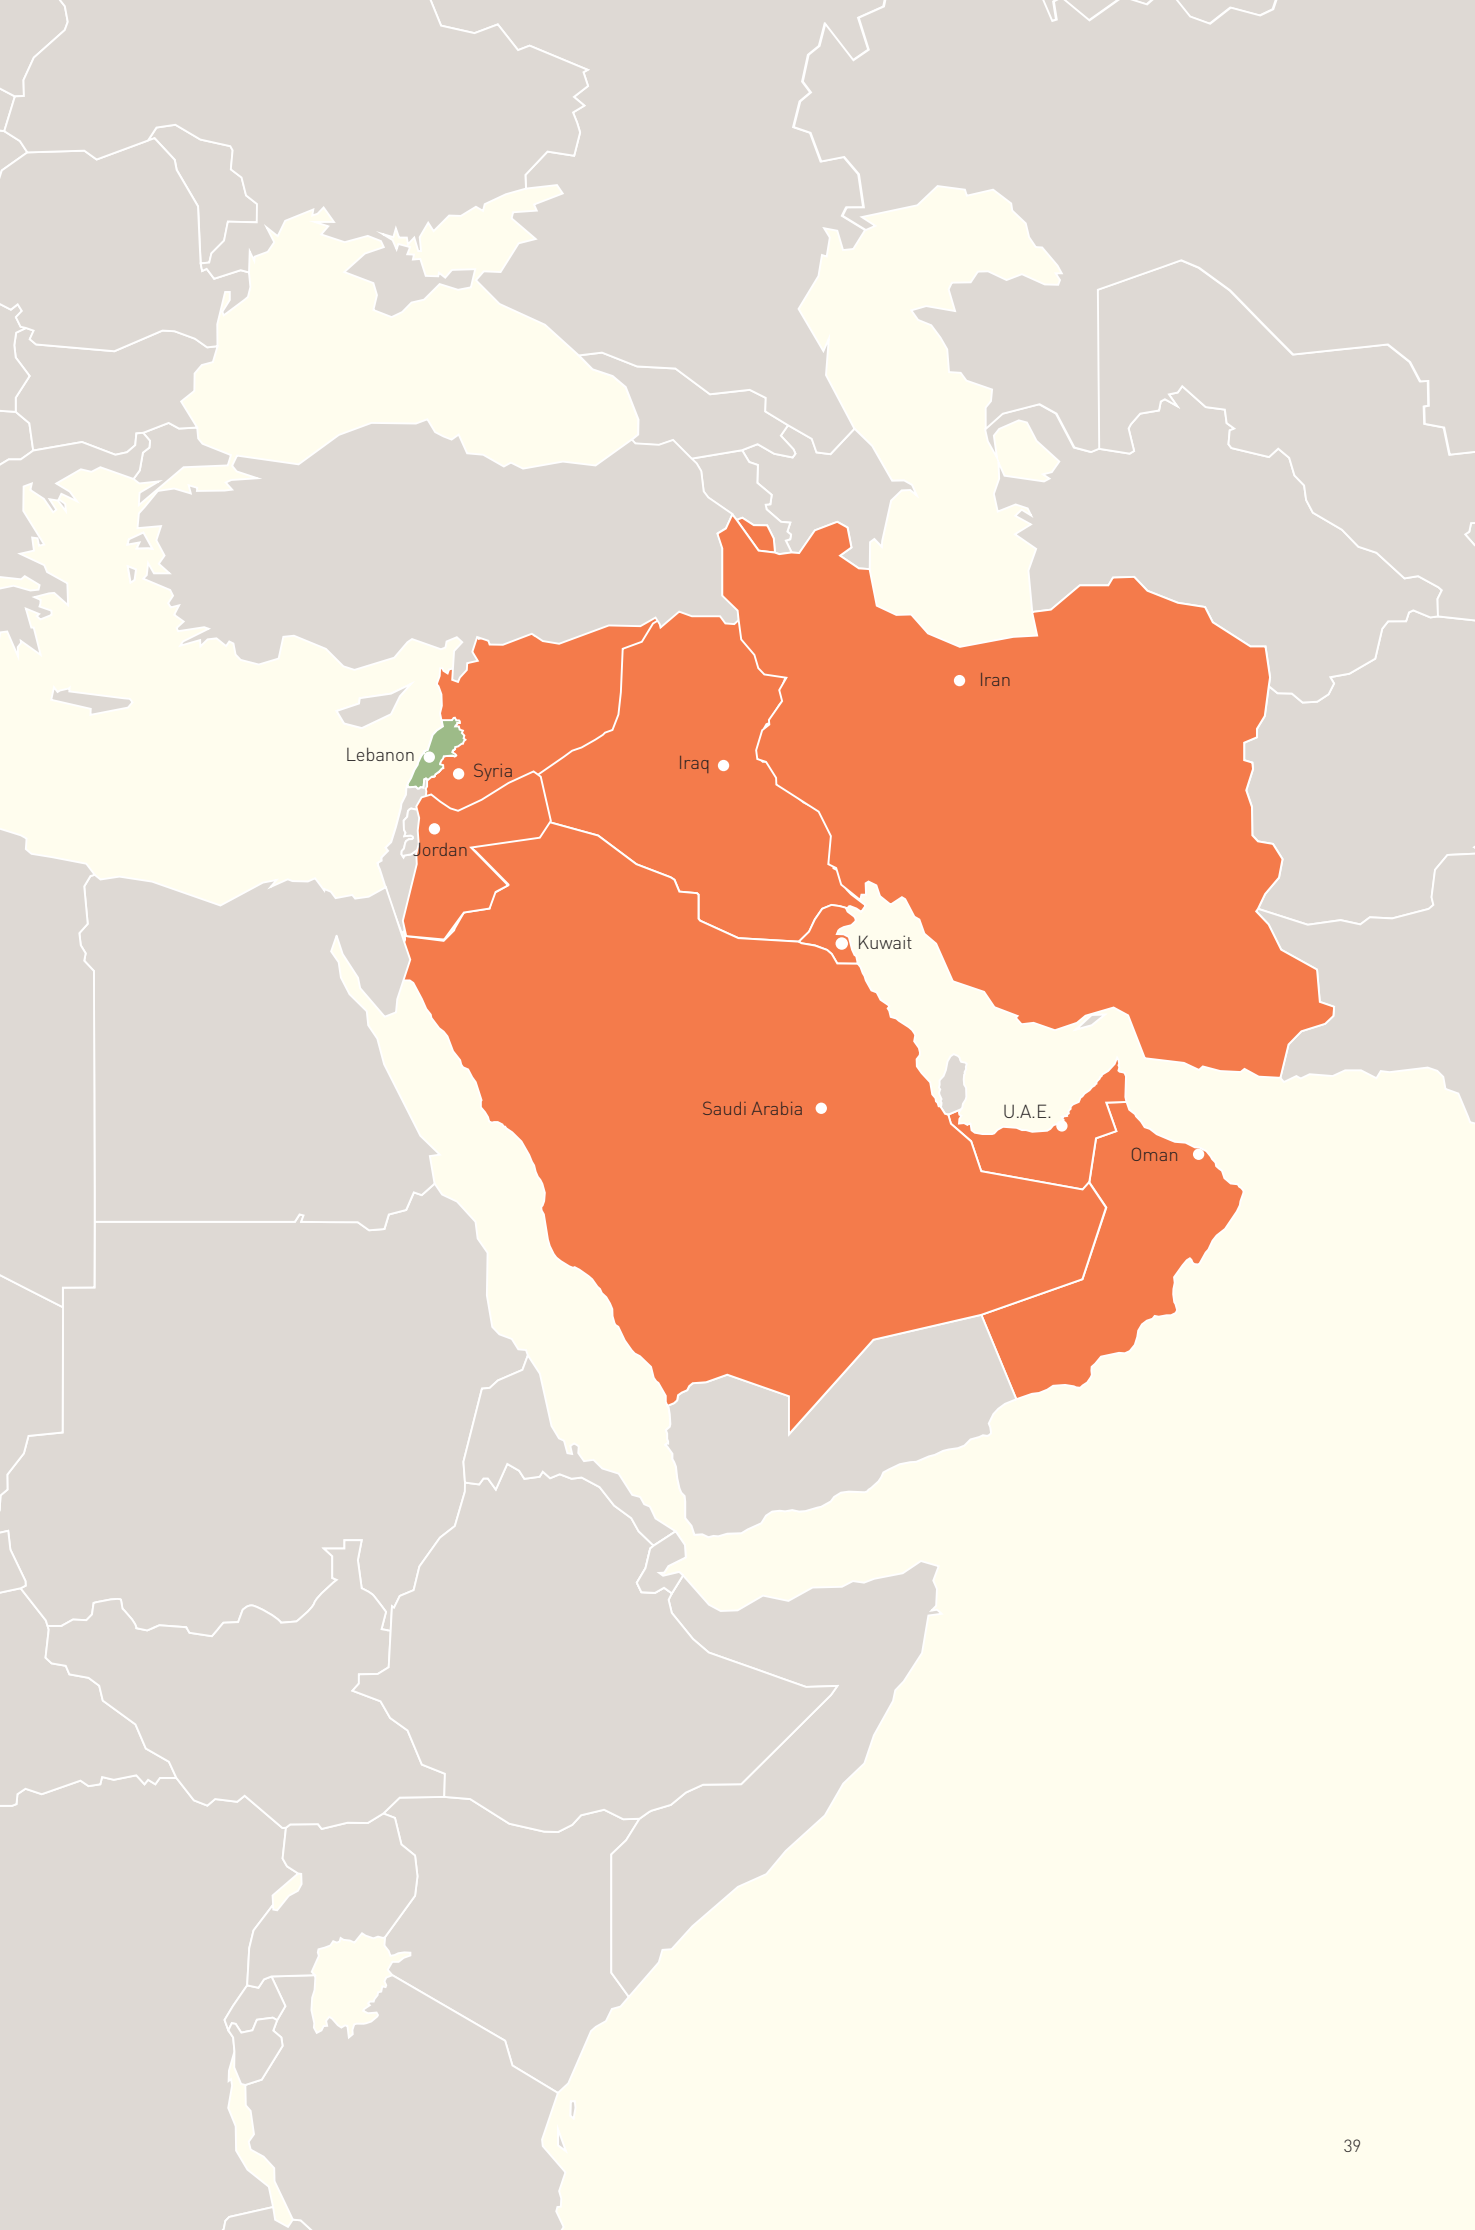 Iran
Lebanon
Syria
Iraq
Jordan
Kuwait
Saudi Arabia
U.A.E.
Oman
39